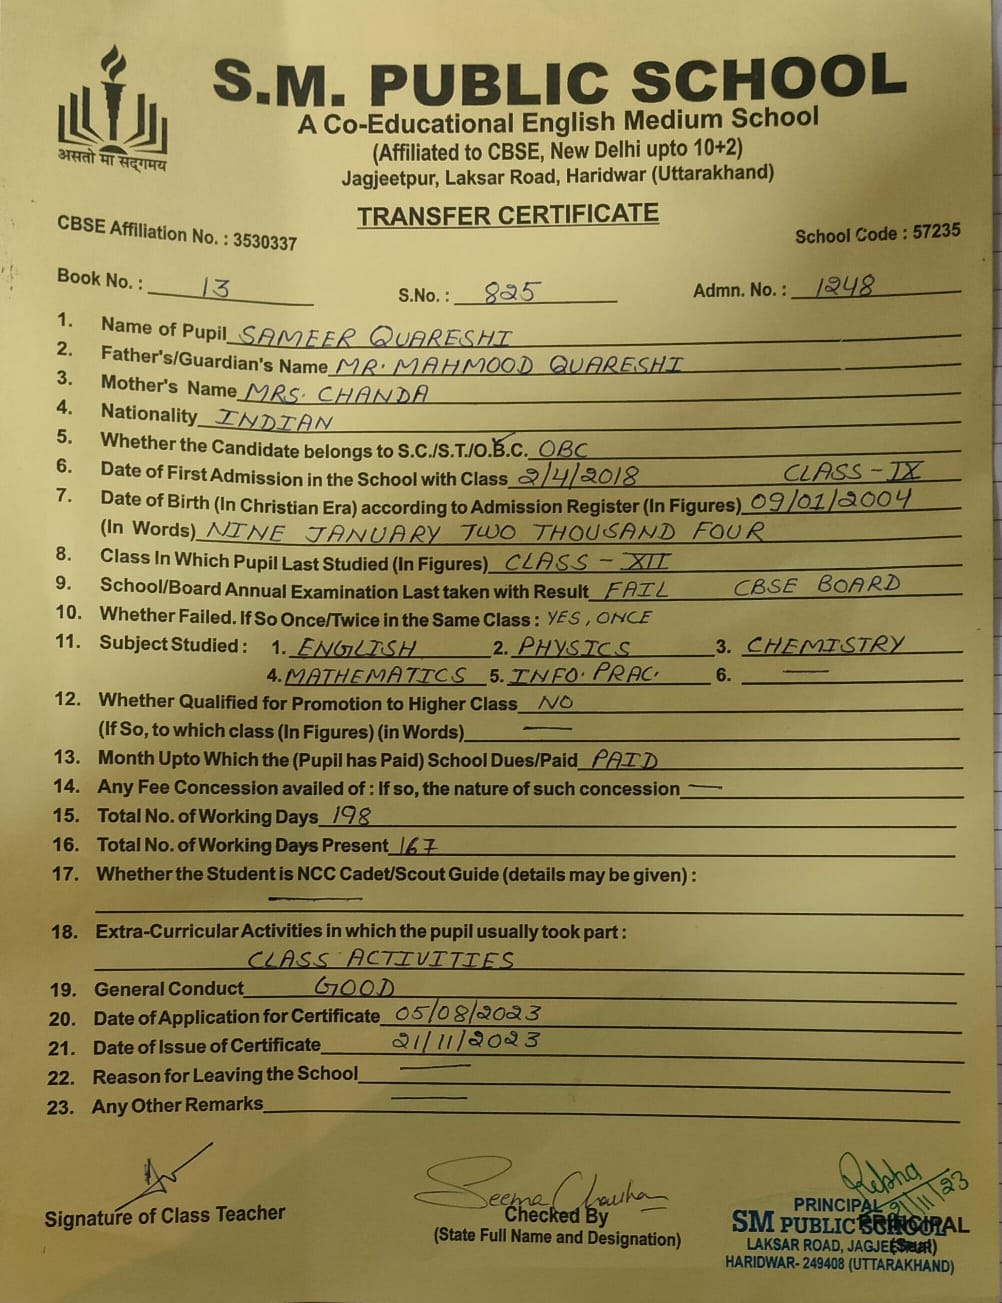 S.M. PUBLIC SCHOOL
असतो मा सद्गमय
A Co-Educational English Medium School
(Affiliated to CBSE, New Delhi upto 10+2)
Jagjeetpur, Laksar Road, Haridwar (Uttarakhand)
TRANSFER CERTIFICATE
CBSE Affiliation No. : 3530337 School Code : 57235
Book No. : 13 S.No. : 825 Admn. No. : 1248
1. Name of Pupil SAMEER QUARESHI
2. Father's/Guardian's Name MR. MAHMOOD QUARESHI
3. Mother's Name MRS. CHANDA
4. Nationality INDIAN
5. Whether the Candidate belongs to S.C./S.T./O.B.C. OBC
6. Date of First Admission in the School with Class 2/4/2018 CLASS - IX
7. Date of Birth (In Christian Era) according to Admission Register (In Figures) 09/01/2004
(In Words) NINE JANUARY TWO THOUSAND FOUR
8. Class In Which Pupil Last Studied (In Figures) CLASS - XII
9. School/Board Annual Examination Last taken with Result FAIL CBSE BOARD
10. Whether Failed. If So Once/Twice in the Same Class : YES, ONCE
11. Subject Studied : 1. ENGLISH 2. PHYSICS 3. CHEMISTRY
4. MATHEMATICS 5. INFO. PRAC. 6. —
12. Whether Qualified for Promotion to Higher Class NO
(If So, to which class (In Figures) (in Words) —
13. Month Upto Which the (Pupil has Paid) School Dues/Paid PAID
14. Any Fee Concession availed of : If so, the nature of such concession —
15. Total No. of Working Days 198
16. Total No. of Working Days Present 167
17. Whether the Student is NCC Cadet/Scout Guide (details may be given) :
—
18. Extra-Curricular Activities in which the pupil usually took part :
CLASS ACTIVITIES
19. General Conduct GOOD
20. Date of Application for Certificate 05/08/2023
21. Date of Issue of Certificate 21/11/2023
22. Reason for Leaving the School —
23. Any Other Remarks —
Seema Chauhan
21/11/23
Signature of Class Teacher
Checked By
(State Full Name and Designation)
PRINCIPAL
(Seal)
PRINCIPAL
SM PUBLIC SCHOOL
LAKSAR ROAD, JAGJEETPUR
HARIDWAR- 249408 (UTTARAKHAND)